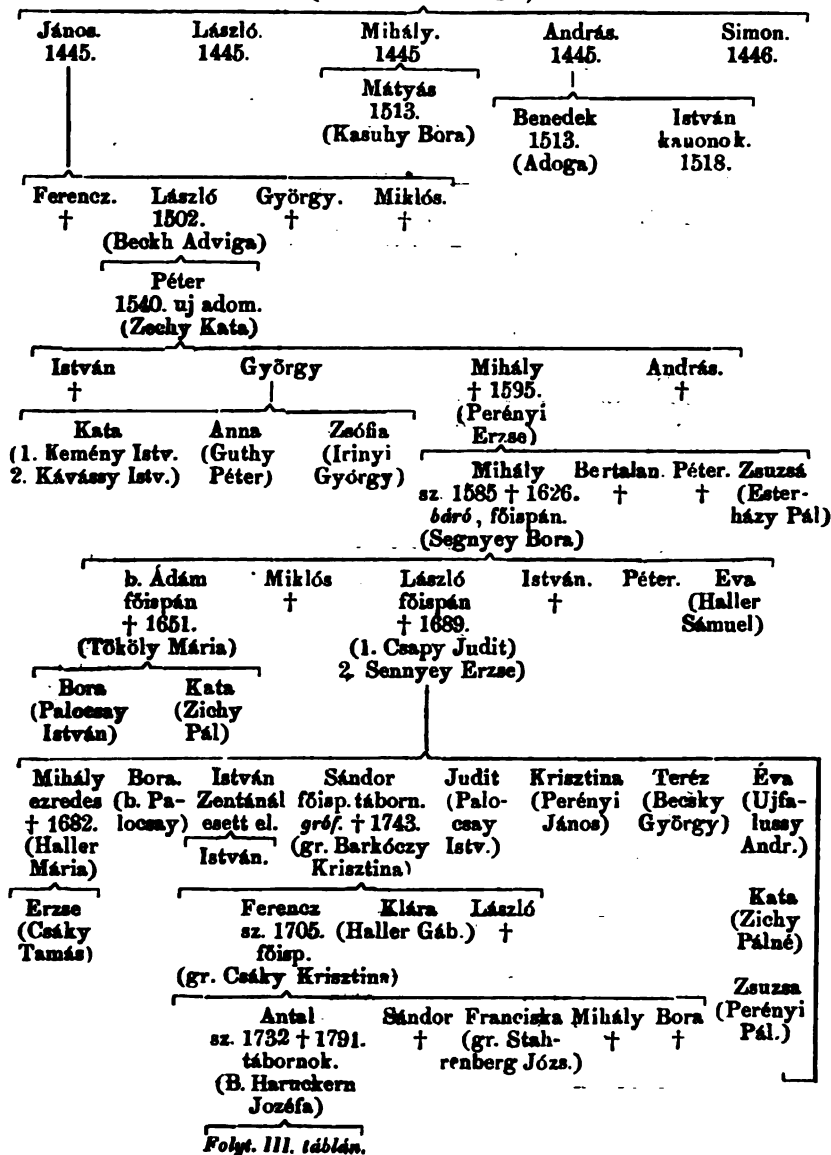 János. László. Mihály. András. Simon.
1445. 1445. 1445 1445. 1446.
Mátyás
1513.
(Kasuhy Bora)
Benedek István
1513. kauonok.
(Adoga) 1518.
Ferencz. László György. Miklós.
† 1502. † †
(Beckh Adviga)
Péter
1540. uj adom.
(Zechy Kata)
István György Mihály András.
† † 1595. †
(Perényi
Erzse)
Kata Anna Zsófia
(1. Kemény Istv. (Guthy (Irinyi
2. Kávássy Istv.) Péter) György)
Mihály Bertalan. Péter. Zsuzsá
sz. 1585 † 1626. † † (Ester-
báró, főispán. házy Pál)
(Segnyey Bora)
b. Ádám Miklós László István. Péter. Eva
főispán † főispán † (Haller
† 1651. † 1689. Sámuel)
(Tököly Mária) (1. Csapy Judit)
2. Sennyey Erzse)
Bora Kata
(Palocsay (Zichy
István) Pál)
Mihály Bora. István Sándor Judit Krisztina Teréz Éva
ezredes (b. Pa- Zentánál főisp. táborn. (Palo- (Perényi (Becsky (Ujfa-
† 1682. locsay) esett el. gróf. † 1743. csay János) György) lussy
(Haller István. (gr. Barkóczy Istv.) Andr.)
Mária) Krisztina)
Erzse Ferencz Klára László Kata
(Csáky sz. 1705. (Haller Gáb.) † (Zichy
Tamás) főisp. Pálné)
(gr. Csáky Krisztina)
Zsuzsa
(Perényi
Pál.)
Antal Sándor Franciska Mihály Bora
sz. 1732 † 1791. † (gr. Stah- † †
tábornok. renberg Józs.)
(B. Haruckern
Jozéfa)
Folyt. III. táblán.